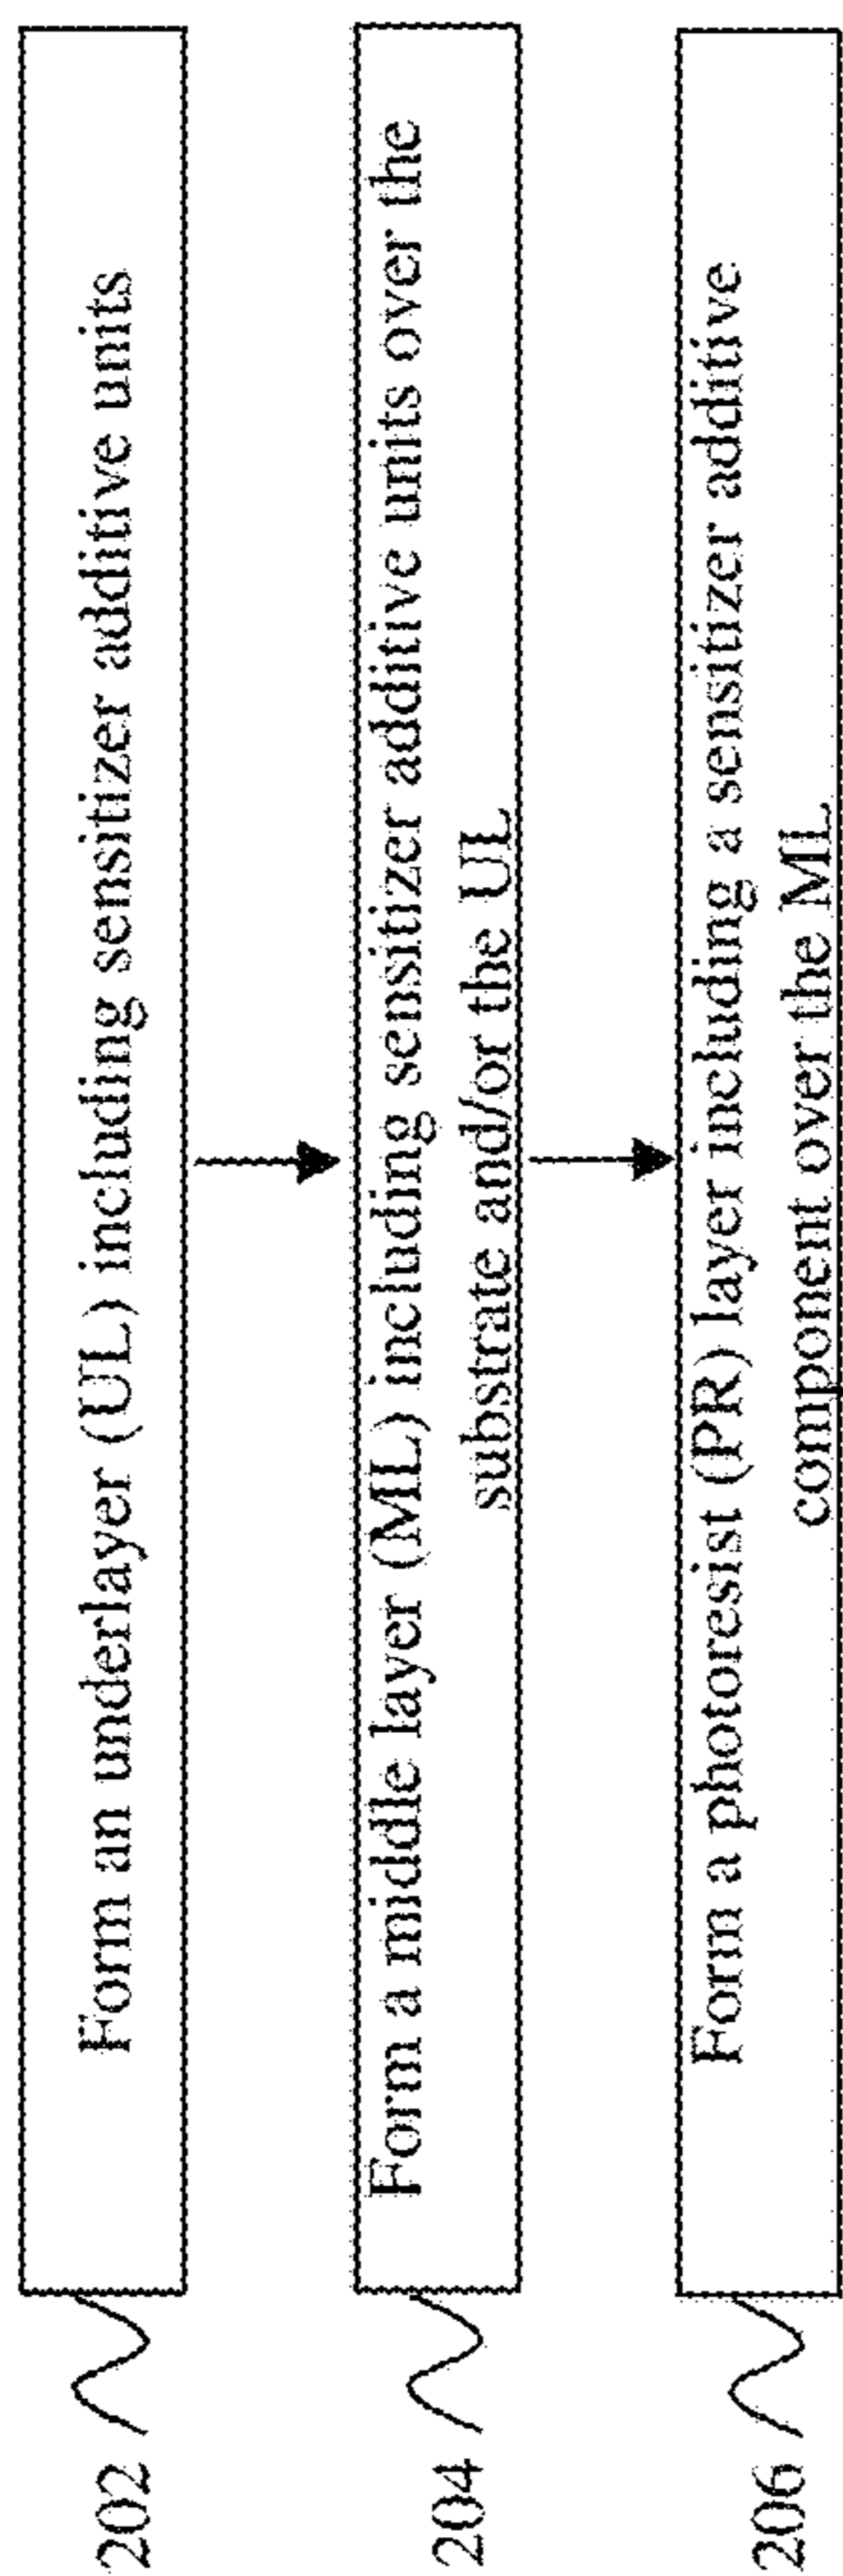 202
Form an underlayer (UL) including sensitizer additive units
204
Form a middle layer (ML) including sensitizer additive units over the
substrate and/or the UL
206
Form a photoresist (PR) layer including a sensitizer additive
component over the ML